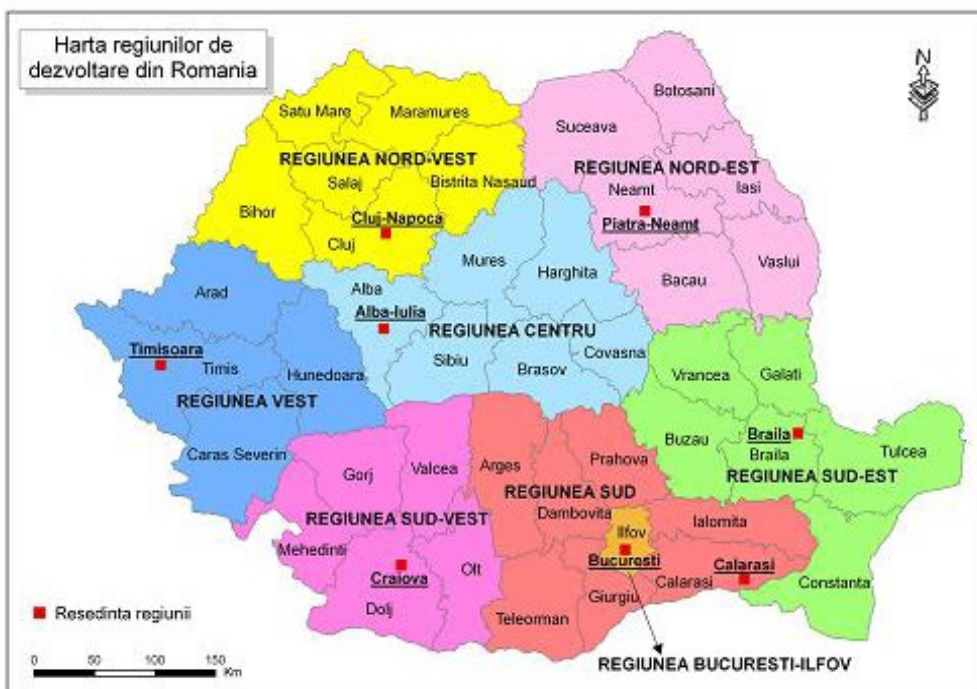 Harta regiunilor de
dezvoltare din Romania
N
Satu Mare
Maramures
Botosani
Suceava
REGIUNEA NORD-VEST
REGIUNEA NORD-EST
Salaj
Bistrita Nasaud
Neamt
Iasi
Bihor
Cluj-Napoca
Piatra-Neamt
Cluj
Mures
Harghita
Bacau
Vaslui
Arad
Alba
Alba-Iulia
REGIUNEA CENTRU
Timisoara
Timis
Hunedoara
Sibiu
Brasov
Covasna
Vrancea
Galati
REGIUNEA VEST
Caras Severin
Gorj
Valcea
Arges
Prahova
Buzau
Braila
Braila
Tulcea
REGIUNEA SUD-EST
REGIUNEA SUD
REGIUNEA SUD-VEST
Dambovita
Ilfov
Ialomita
Mehedinti
Craiova
Olt
Bucuresti
Calarasi
Calarasi
Constanta
Dolj
Teleorman
Giurgiu
Resedinta regiunii
REGIUNEA BUCURESTI-ILFOV
0 50 100 150
Km